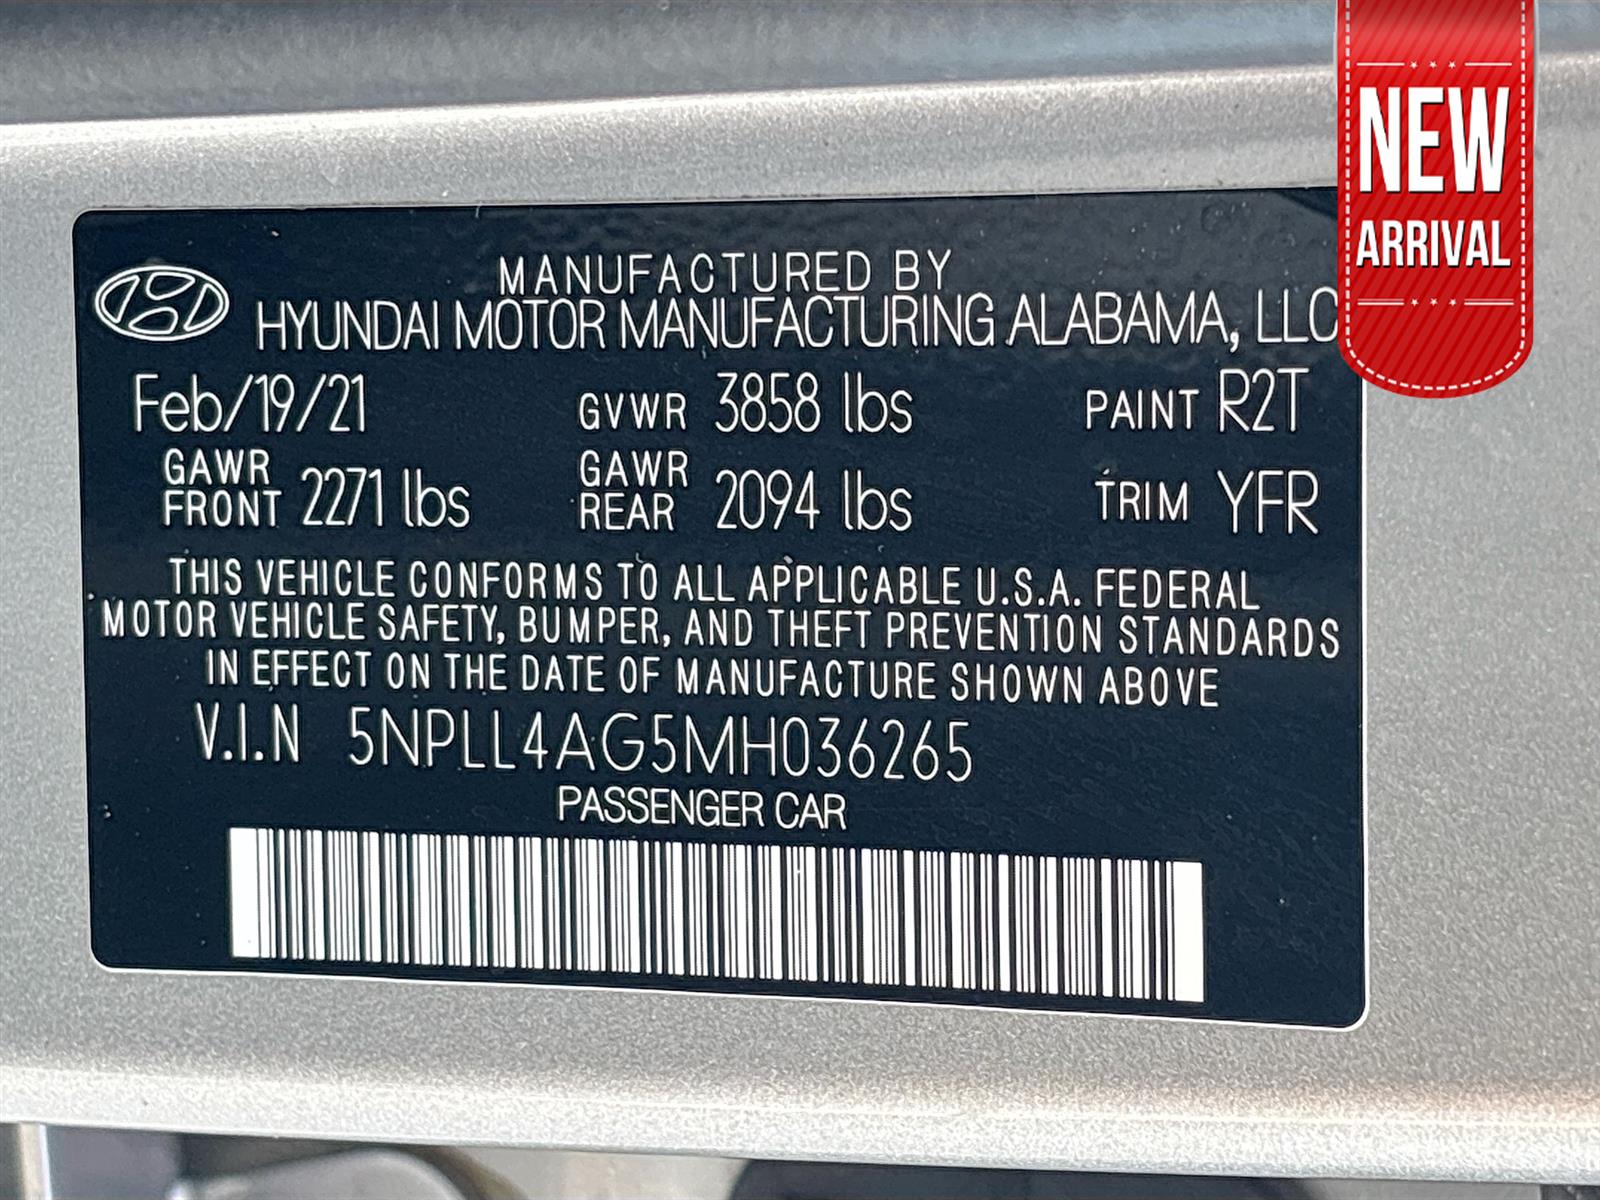 NEW
ARRIVAL
MANUFACTURED BY
HYUNDAI MOTOR MANUFACTURING ALABAMA, LLC
Feb/19/21 GVWR 3858 lbs PAINT R2T
GAWR FRONT 2271 lbs GAWR REAR 2094 lbs TRIM YFR
THIS VEHICLE CONFORMS TO ALL APPLICABLE U.S.A. FEDERAL
MOTOR VEHICLE SAFETY, BUMPER, AND THEFT PREVENTION STANDARDS
IN EFFECT ON THE DATE OF MANUFACTURE SHOWN ABOVE
V.I.N 5NPLL4AG5MH036265
PASSENGER CAR